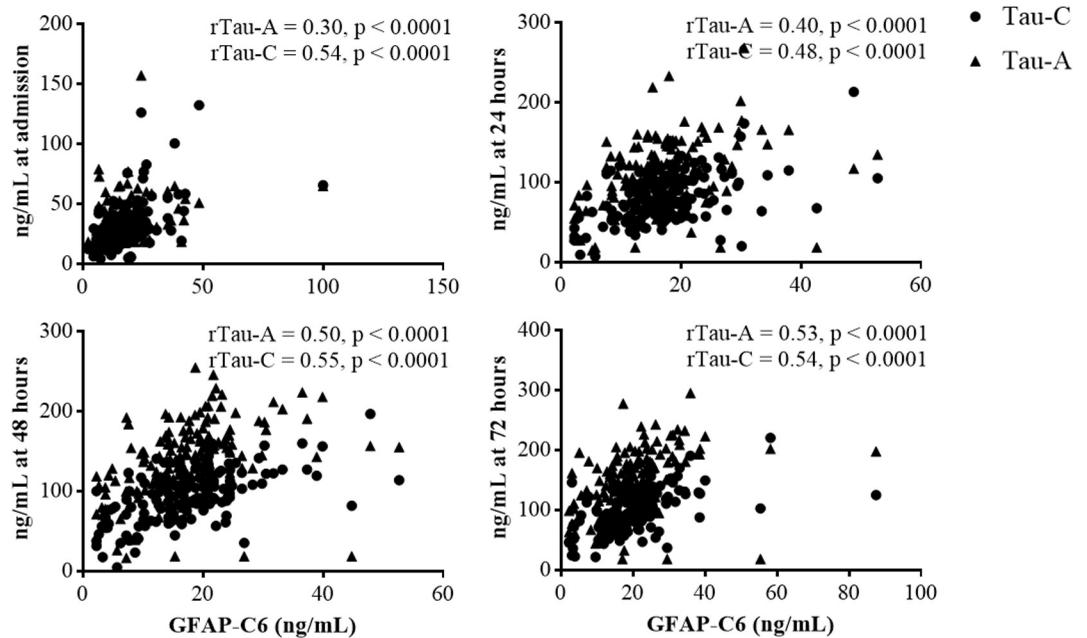 Tau-C
Tau-A
rTau-A = 0.30, p < 0.0001
rTau-C = 0.54, p < 0.0001
ng/mL at admission
200
150
100
50
0
0 50 100 150
rTau-A = 0.40, p < 0.0001
rTau-C = 0.48, p < 0.0001
ng/mL at 24 hours
300
200
100
0
0 20 40 60
rTau-A = 0.50, p < 0.0001
rTau-C = 0.55, p < 0.0001
ng/mL at 48 hours
300
200
100
0
0 20 40 60
GFAP-C6 (ng/mL)
rTau-A = 0.53, p < 0.0001
rTau-C = 0.54, p < 0.0001
ng/mL at 72 hours
400
300
200
100
0
0 20 40 60 80 100
GFAP-C6 (ng/mL)